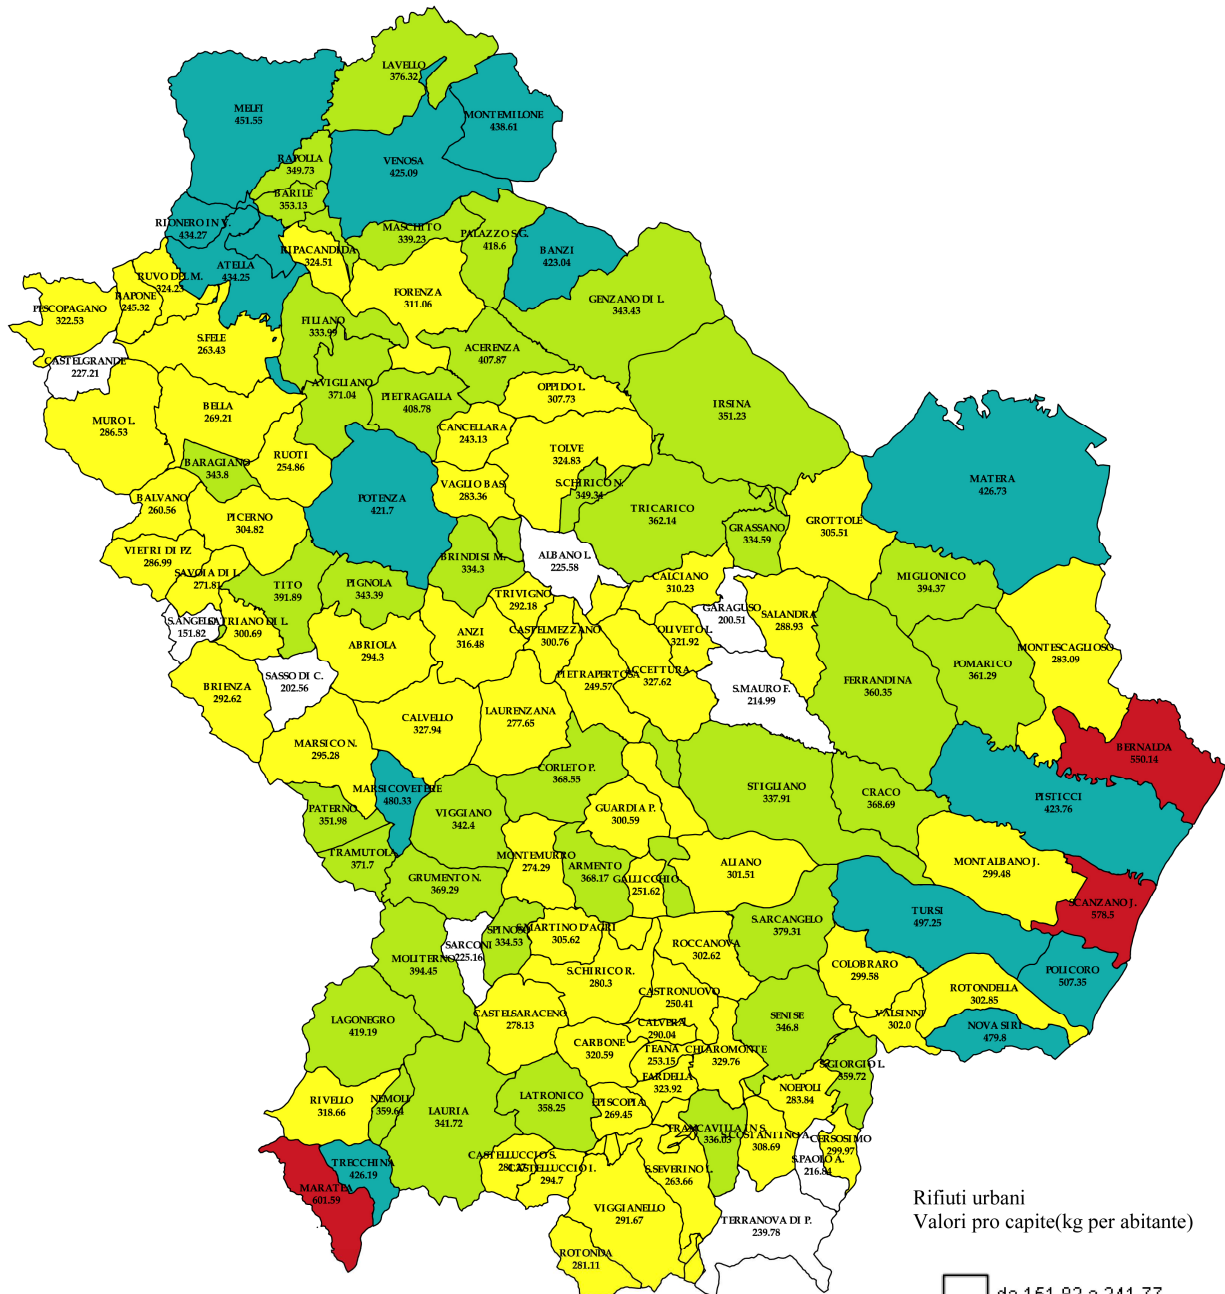 LAVELLO
376.32
MELFI
451.55
MONTEMILONE
438.61
RAPOLLA
349.73
VENOSA
425.09
BARILE
353.13
RIONERO IN V.
434.27
MASCHITO
339.23
PALAZZO S.G.
418.6
BANZI
423.04
RIPACANDIDA
324.51
ATELLA
434.25
RUVO DEL M.
RAPONE
245.32
PESCOPAGANO
322.53
FORENZA
311.06
GENZANO DI L.
343.43
FILIANO
333.99
S.FELE
263.43
ACERENZA
407.87
CASTELGRANDE
227.21
AVIGLIANO
371.04
PIETRAGALLA
408.78
OPPIDO L.
307.73
IRSINA
351.23
BELLA
269.21
MURO L.
286.53
CANCELLARA
243.13
TOLVE
324.83
RUOTI
254.86
BARAGIANO
343.8
VAGLIO BAS.
283.36
S.CHIRICO N.
349.34
MATERA
426.73
POTENZA
421.7
BALVANO
260.56
PICERNO
304.82
TRICARICO
362.14
GRASSANO
334.59
GROTTOLE
305.51
VIETRI DI PZ
286.99
BRINDISI M.
334.3
ALBANO L.
225.58
SAVOIA DI L.
271.81
TITO
391.89
PIGNOLA
343.39
CALCIANO
310.23
MIGLIONICO
394.37
TRIVIGNO
292.18
GARAGUSO
200.51
SALANDRA
288.93
S.ANGELO
151.82
SATRIANO DI L.
300.69
ABRIOLA
294.3
ANZI
316.48
CASTELMEZZANO
300.76
OLIVETO L.
321.92
MONTESCAGLIOSO
283.09
SASSO DI C.
202.56
PIETRAPERTOSA
249.57
ACCETTURA
327.62
POMARICO
361.29
BRIENZA
292.62
S.MAURO F.
214.99
FERRANDINA
360.35
CALVELLO
327.94
LAURENZANA
277.65
MARSICO N.
295.28
BERNALDA
550.14
CORLETO P.
368.55
MARSICOVETERE
480.33
STIGLIANO
337.91
CRACO
368.69
PISTICCI
423.76
PATERNO
351.98
VIGGIANO
342.4
GUARDIA P.
300.59
TRAMUTOLA
371.7
MONTEMURRO
274.29
ARMENTO
368.17
GALLICCHIO
251.62
ALIANO
301.51
MONTALBANO J.
299.48
GRUMENTO N.
369.29
SCANZANO J.
578.5
TURSI
497.25
S.ARCANGELO
379.31
SPINOSO
334.53
S.MARTINO D'AGRI
305.62
ROCCANOVA
302.62
SARCONI
225.16
MOLITERNO
394.45
COLOBRARO
299.58
POLICORO
507.35
S.CHIRICO R.
280.3
ROTONDELLA
302.85
CASTRONUOVO
250.41
LAGONEGRO
419.19
CASTELSARACENO
278.13
VALSINNI
302.0
SENISE
346.8
CALVERA
290.04
NOVA SIRI
479.8
CARBONE
320.59
TEANA
253.15
CHIAROMONTE
329.76
S.GIORGIO L.
359.72
FARDELLA
323.92
NOEPOLI
283.84
RIVELLO
318.66
NEMOLI
359.64
LAURIA
341.72
LATRONICO
358.25
EPISCOPIA
269.45
FRANCAVILLA IN S.
336.03
S.COSTANTINO A.
308.69
CERSOSIMO
299.97
S.PAOLO A.
216.84
TRECCHINA
426.19
CASTELLUCCIO S.
CASTELLUCCIO I.
294.7
S.SEVERINO L.
263.66
MARATEA
601.59
VIGGIANELLO
291.67
TERRANOVA DI P.
239.78
ROTONDA
281.11
Rifiuti urbani
Valori pro capite(kg per abitante)
da 151.82 a 241.77